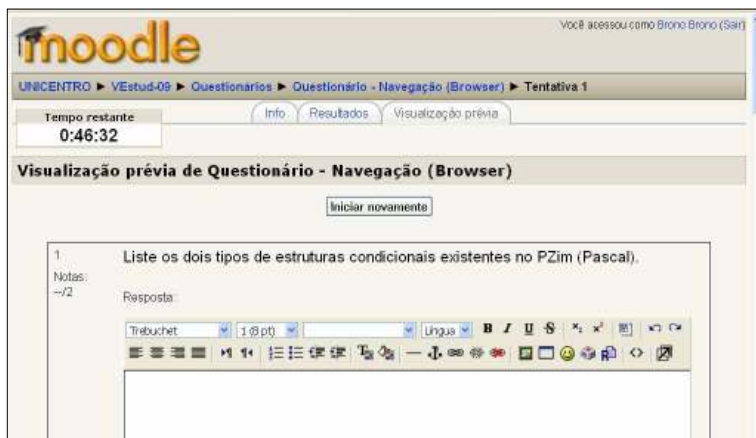 Você acessou como Brono Brono (Sair)
moodle
UNICENTRO ► VEstud-09 ► Questionários ► Questionário - Navegação (Browser) ► Tentativa 1
Tempo restante
0:46:32
Info Resultados Visualização prévia
Visualização prévia de Questionário - Navegação (Browser)
Iniciar novamente
1
Notas:
--/2
Liste os dois tipos de estruturas condicionais existentes no PZim (Pascal).
Resposta:
Trebuchet 1 (8 pt) Língua B I U S